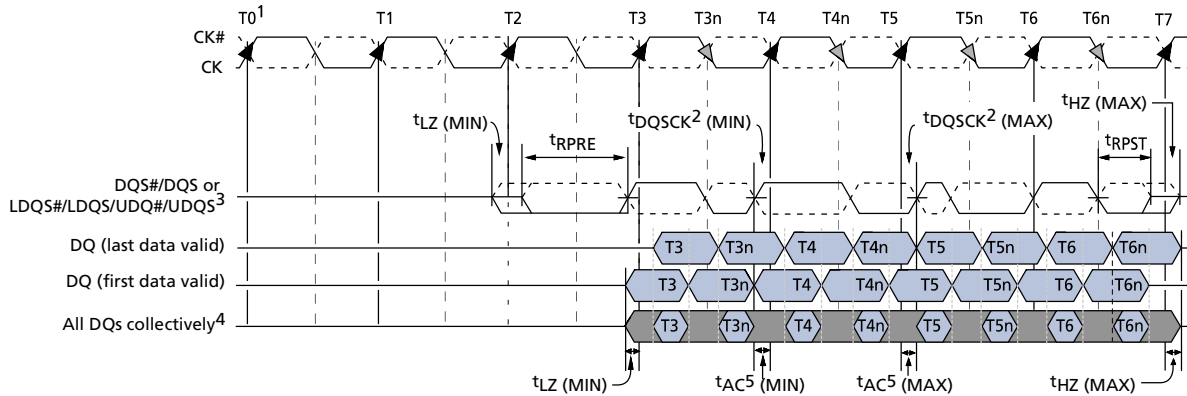 T0¹ T1 T2 T3 T3n T4 T4n T5 T5n T6 T6n T7
CK#
CK
tHZ (MAX)
tLZ (MIN) tDQSCK² (MIN) tDQSCK² (MAX)
tRPRE tRPST
DQS#/DQS or
LDQS#/LDQS/UDQ#/UDQS³
DQ (last data valid) T3 T3n T4 T4n T5 T5n T6 T6n
DQ (first data valid) T3 T3n T4 T4n T5 T5n T6 T6n
All DQs collectively⁴ T3 T3n T4 T4n T5 T5n T6 T6n
tLZ (MIN) tAC⁵ (MIN) tAC⁵ (MAX) tHZ (MAX)